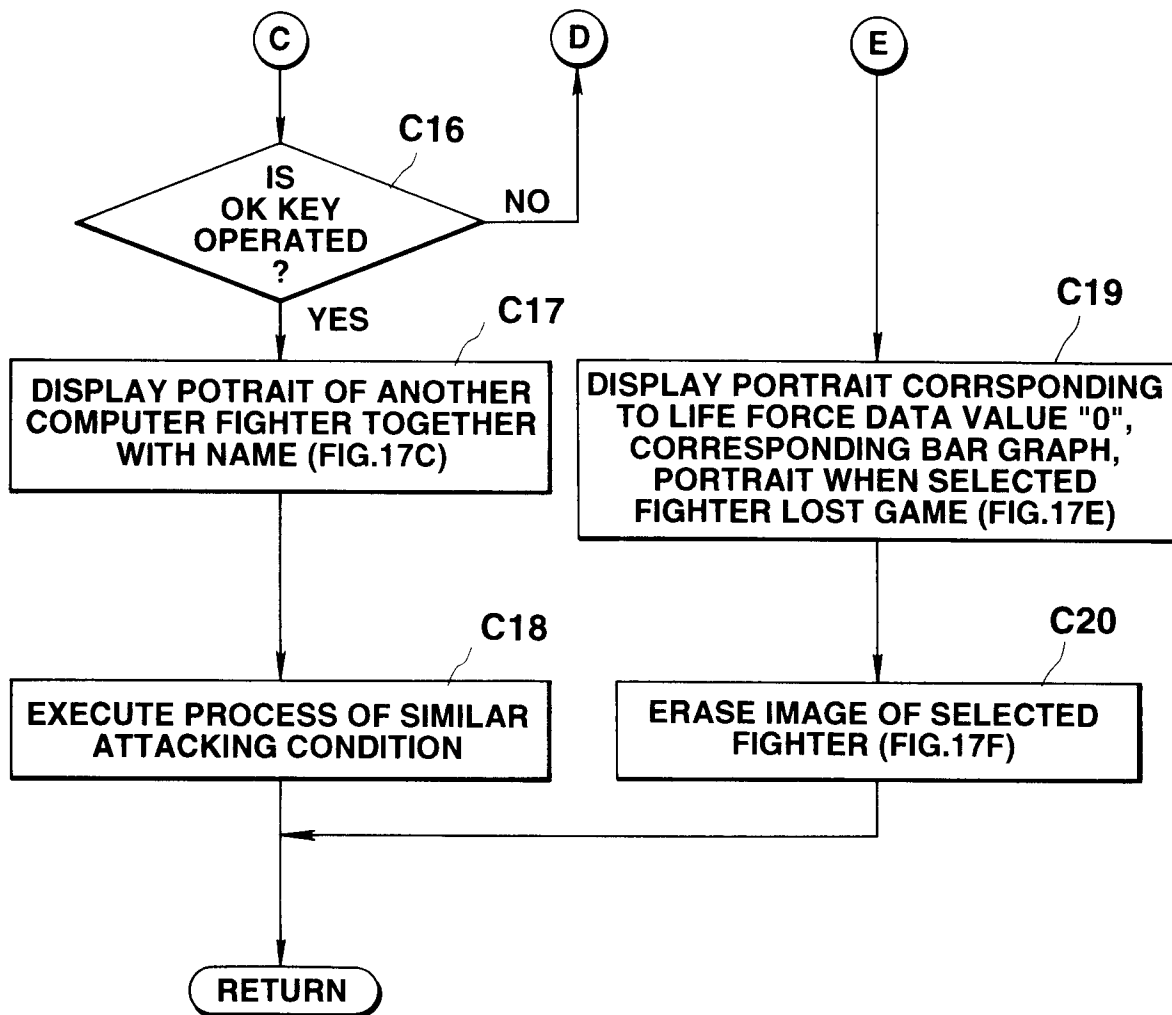 C
D
E
C16
IS
OK KEY
OPERATED
?
NO
YES
C17
DISPLAY POTRAIT OF ANOTHER
COMPUTER FIGHTER TOGETHER
WITH NAME (FIG.17C)
C18
EXECUTE PROCESS OF SIMILAR
ATTACKING CONDITION
C19
DISPLAY PORTRAIT CORRSPONDING
TO LIFE FORCE DATA VALUE "0",
CORRESPONDING BAR GRAPH,
PORTRAIT WHEN SELECTED
FIGHTER LOST GAME (FIG.17E)
C20
ERASE IMAGE OF SELECTED
FIGHTER (FIG.17F)
RETURN